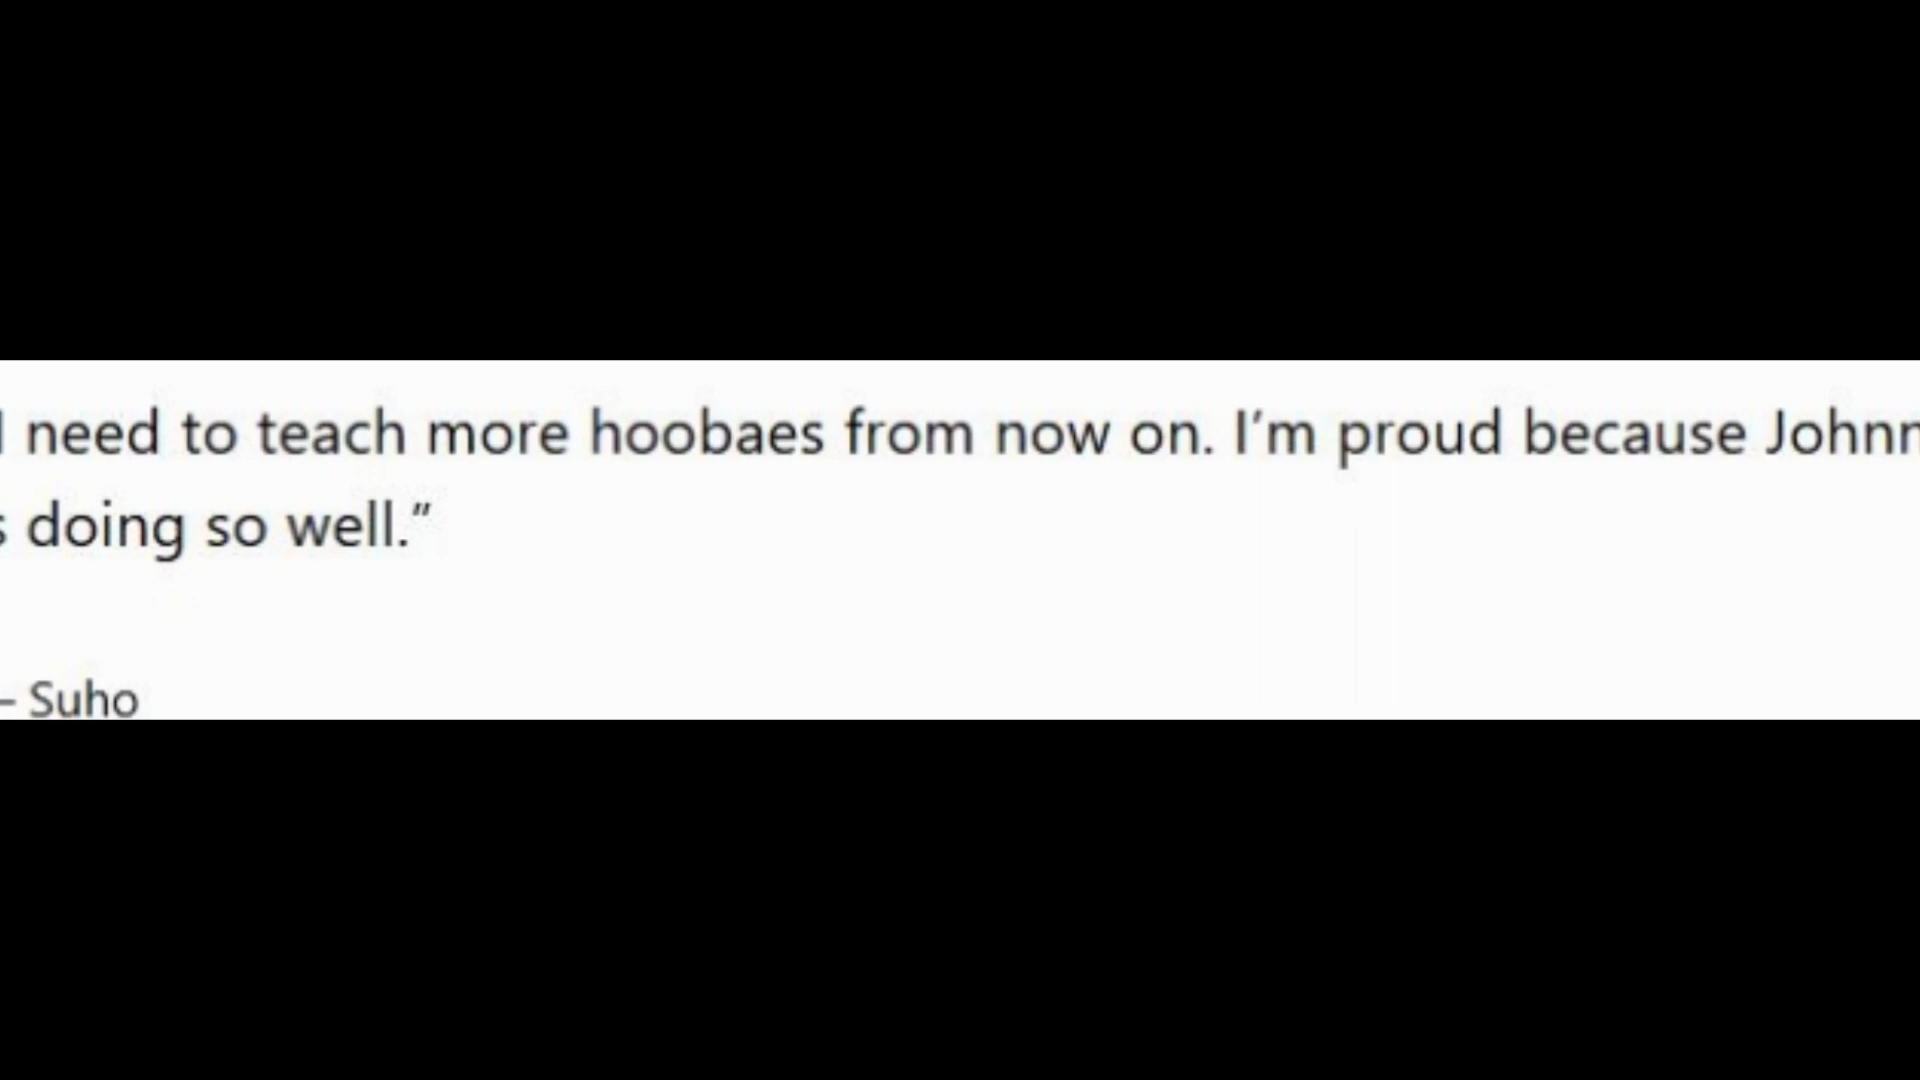 I need to teach more hoobaes from now on. I’m proud because Johnn
s doing so well.”
– Suho